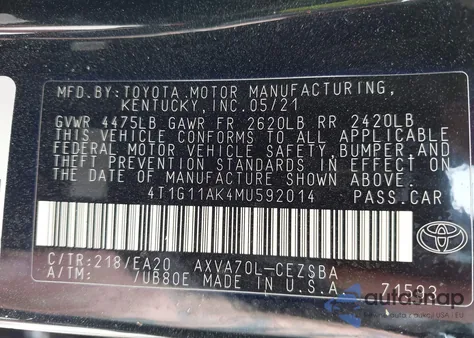 MFD.BY:TOYOTA MOTOR MANUFACTURING,
KENTUCKY, INC. 05/21
GVWR 4475LB GAWR FR 2620LB RR 2420LB
THIS VEHICLE CONFORMS TO ALL APPLICABLE
FEDERAL MOTOR VEHICLE SAFETY, BUMPER AND
THEFT PREVENTION STANDARDS IN EFFECT ON
THE DATE OF MANUFACTURE SHOWN ABOVE.
4T1G11AK4MU592014 PASS.CAR
TOYOTA
C/TR:218/EA20 AXVA70L-CEZSBA
A/TM: /UB80E MADE IN U.S.A. 71593
autoSnap